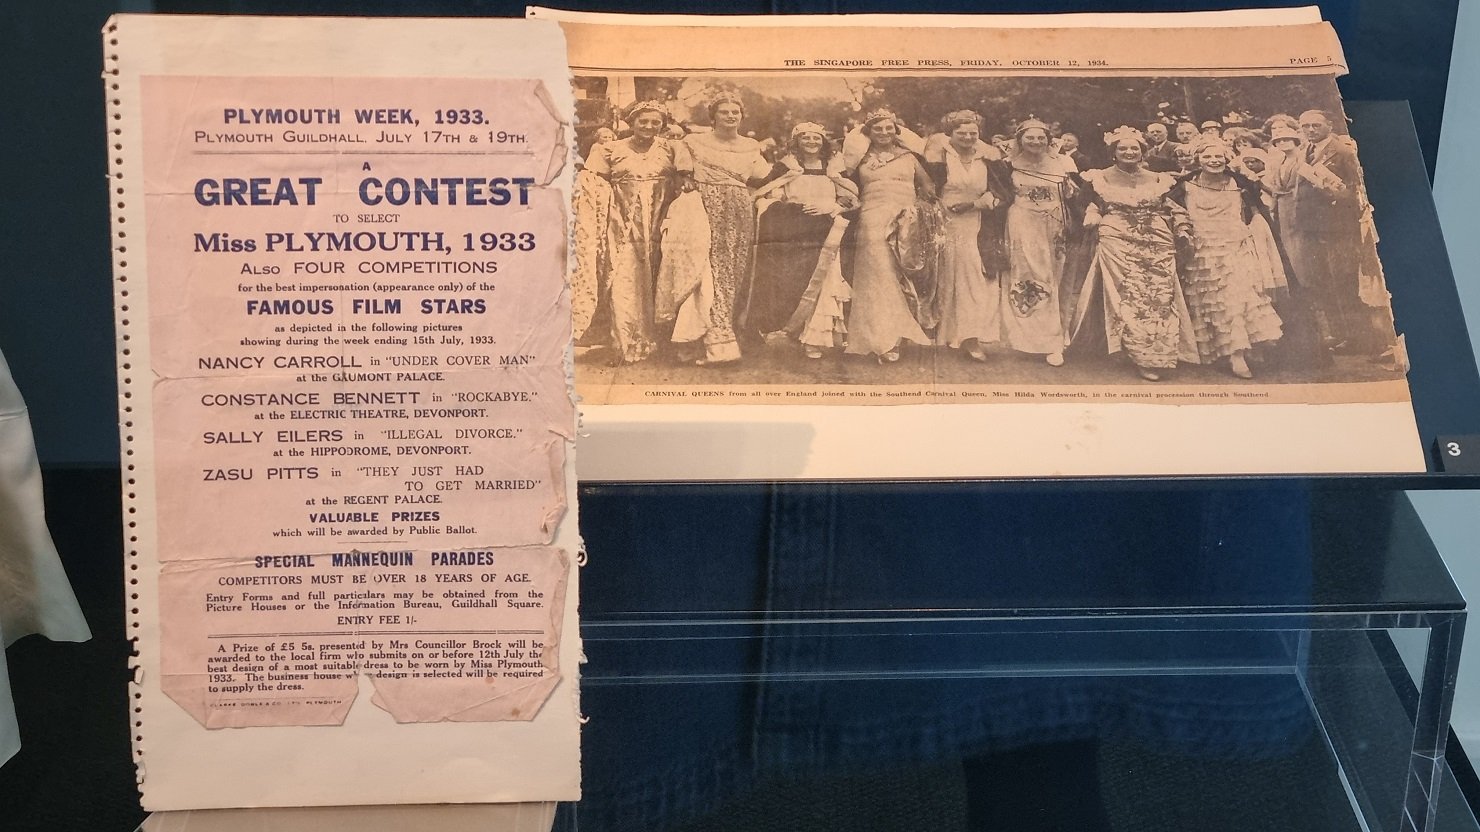 PLYMOUTH WEEK, 1933.
PLYMOUTH GUILDHALL, JULY 17TH & 19TH.
A
GREAT CONTEST
TO SELECT
Miss PLYMOUTH, 1933
ALSO FOUR COMPETITIONS
for the best impersonation (appearance only) of the
FAMOUS FILM STARS
as depicted in the following pictures
showing during the week ending 15th July, 1933.
NANCY CARROLL in "UNDER COVER MAN"
at the GAUMONT PALACE.
CONSTANCE BENNETT in "ROCKABYE."
at the ELECTRIC THEATRE, DEVONPORT.
SALLY EILERS in "ILLEGAL DIVORCE."
at the HIPPODROME, DEVONPORT.
ZASU PITTS in "THEY JUST HAD
TO GET MARRIED"
at the REGENT PALACE.
VALUABLE PRIZES
which will be awarded by Public Ballot.
SPECIAL MANNEQUIN PARADES
COMPETITORS MUST BE OVER 18 YEARS OF AGE.
Entry Forms and full particulars may be obtained from the
Picture Houses or the Information Bureau, Guildhall Square.
ENTRY FEE 1/-
A Prize of £5 5s. presented by Mrs Councillor Brock will be
awarded to the local firm who submits on or before 12th July the
best design of a most suitable dress to be worn by Miss Plymouth
1933. The business house design is selected will be required
to supply the dress.
CLARKE DOBLE & CO. LTD. PLYMOUTH
THE SINGAPORE FREE PRESS, FRIDAY, OCTOBER 12, 1934.
PAGE 5
CARNIVAL QUEENS from all over England joined with the Southend Carnival Queen, Miss Hilda Wordsworth, in the carnival procession through Southend
3